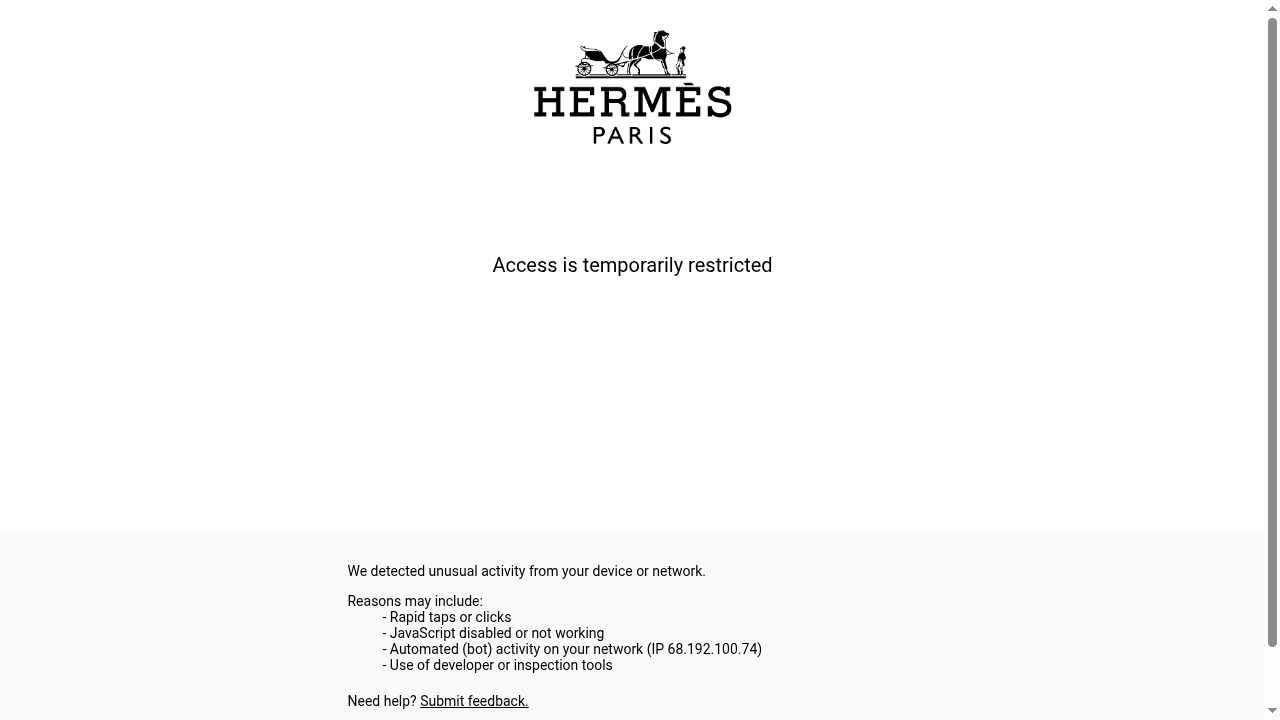 HERMÈS
PARIS
Access is temporarily restricted
We detected unusual activity from your device or network.
Reasons may include:
- Rapid taps or clicks
- JavaScript disabled or not working
- Automated (bot) activity on your network (IP 68.192.100.74)
- Use of developer or inspection tools
Need help? Submit feedback.